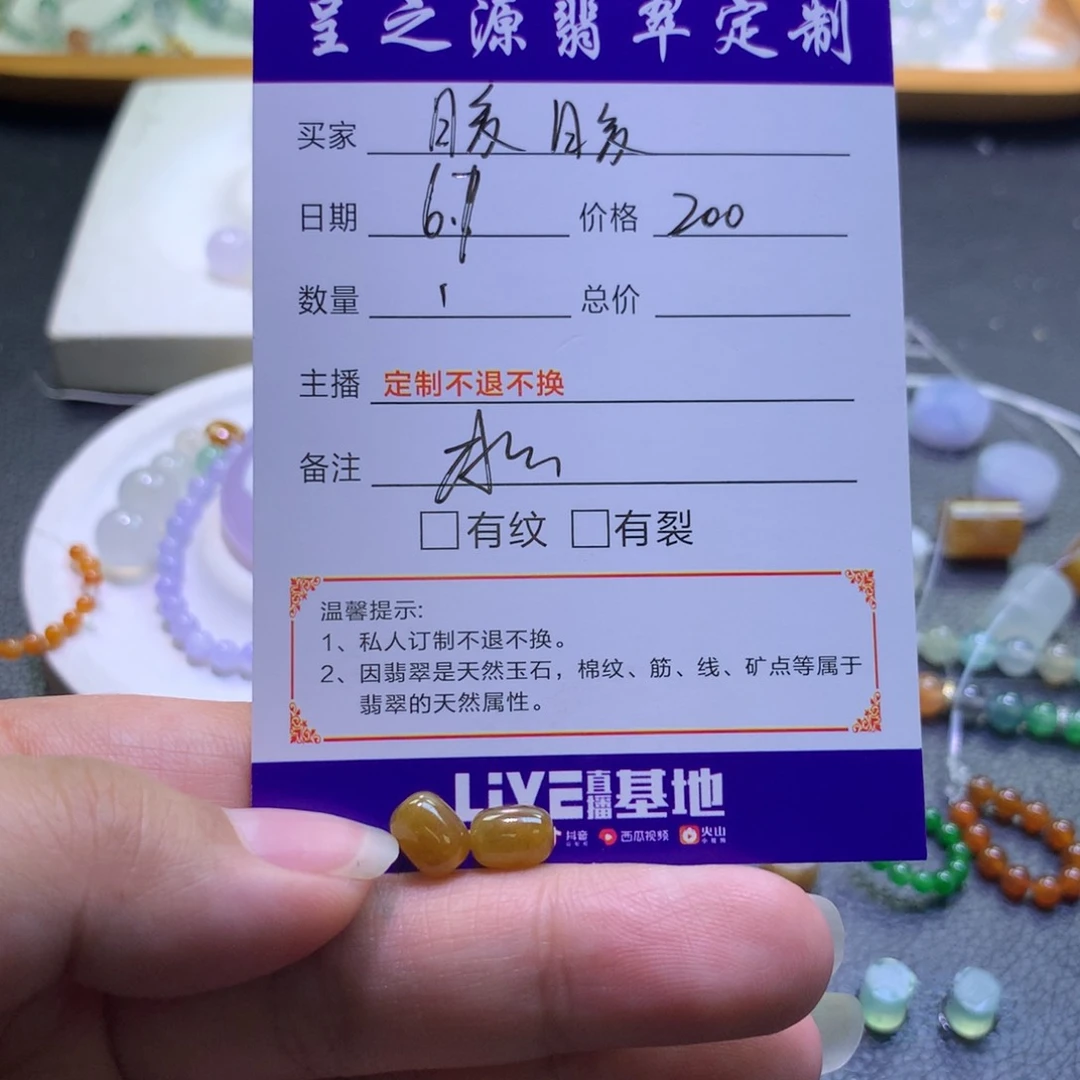 呈之源翡翠定制
买家
日期 6.7 价格 200
数量 1 总价
主播 定制不退不换
备注
□有纹 □有裂
温馨提示:
1、私人订制不退不换。
2、因翡翠是天然玉石，棉纹、筋、线、矿点等属于
翡翠的天然属性。
LiVE直播基地
抖音 西瓜视频 火山